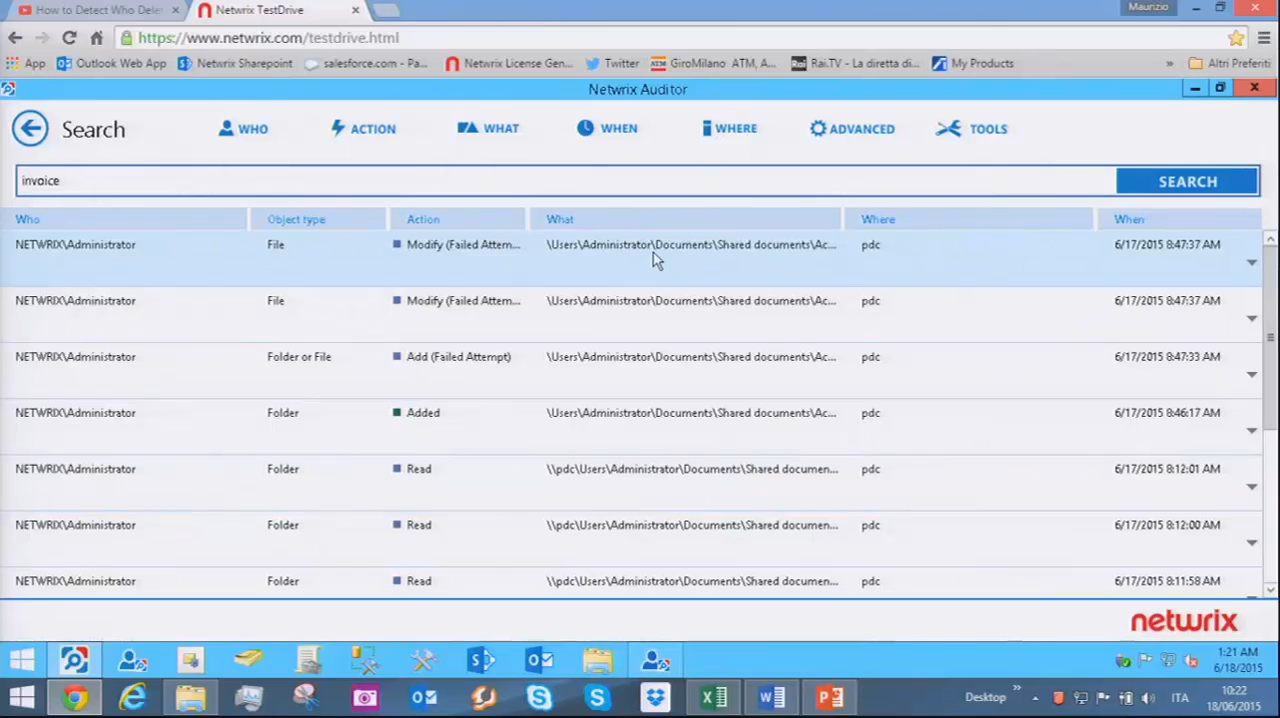 How to Detect Who Dele
Netwrix TestDrive
Maurizio
https://www.netwrix.com/testdrive.html
App Outlook Web App Netwrix Sharepoint salesforce.com - Pa... Netwrix License Gen... Twitter GiroMilano ATM, A... Rai.TV - La diretta di... My Products » Altri Preferiti
Netwrix Auditor
Search WHO ACTION WHAT WHEN WHERE ADVANCED TOOLS
invoice SEARCH
Who Object type Action What Where When
NETWRIX\Administrator File Modify (Failed Attem... \Users\Administrator\Documents\Shared documents\Ac... pdc 6/17/2015 8:47:37 AM
NETWRIX\Administrator File Modify (Failed Attem... \Users\Administrator\Documents\Shared documents\Ac... pdc 6/17/2015 8:47:37 AM
NETWRIX\Administrator Folder or File Add (Failed Attempt) \Users\Administrator\Documents\Shared documents\Ac... pdc 6/17/2015 8:47:33 AM
NETWRIX\Administrator Folder Added \Users\Administrator\Documents\Shared documents\Ac... pdc 6/17/2015 8:46:17 AM
NETWRIX\Administrator Folder Read \\pdc\Users\Administrator\Documents\Shared documen... pdc 6/17/2015 8:12:01 AM
NETWRIX\Administrator Folder Read \\pdc\Users\Administrator\Documents\Shared documen... pdc 6/17/2015 8:12:00 AM
NETWRIX\Administrator Folder Read \\pdc\Users\Administrator\Documents\Shared documen... pdc 6/17/2015 8:11:58 AM
netwrix
1:21 AM
6/18/2015
Desktop » ITA
10:22
18/06/2015